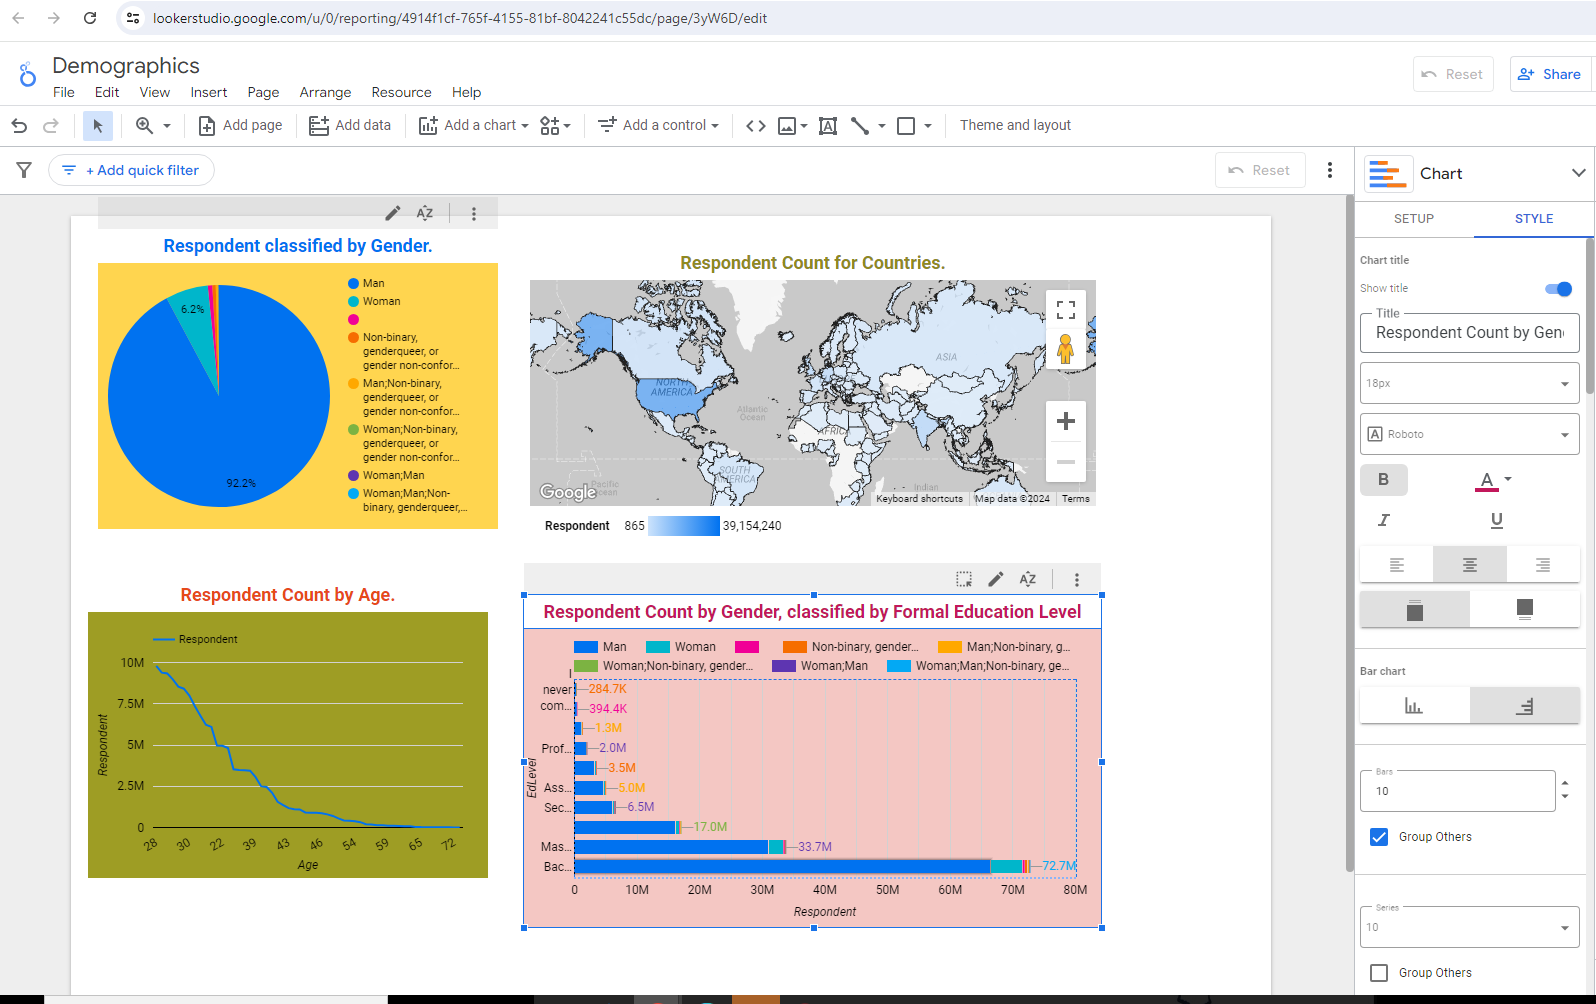 lookerstudio.google.com/u/0/reporting/4914f1cf-765f-4155-81bf-8042241c55dc/page/3yW6D/edit
Demographics
File Edit View Insert Page Arrange Resource Help
Reset
Share
Add page
Add data
Add a chart
Add a control
Theme and layout
+ Add quick filter
Reset
Respondent classified by Gender.
Man
Woman
Non-binary,
genderqueer, or
gender non-confor...
Man;Non-binary,
genderqueer, or
gender non-confor...
Woman;Non-binary,
genderqueer, or
gender non-confor...
Woman;Man
Woman;Man;Non-
binary, genderqueer,...
6.2%
92.2%
Respondent Count for Countries.
NORTH
AMERICA
ASIA
Atlantic
Ocean
AFRICA
SOUTH
AMERICA
Pacific
Ocean
Indian
Google
Keyboard shortcuts
Map data ©2024
Terms
Respondent 865 39,154,240
Respondent Count by Age.
Respondent
10M
7.5M
5M
2.5M
0
Respondent
28 30 22 39 43 46 54 59 65 72
Age
Respondent Count by Gender, classified by Formal Education Level
Man Woman Non-binary, gender... Man;Non-binary, g...
Woman;Non-binary, gender... Woman;Man Woman;Man;Non-binary, ge...
I
never
com...
284.7K
394.4K
1.3M
Prof... 2.0M
3.5M
Ass... 5.0M
Sec... 6.5M
17.0M
Mas... 33.7M
Bac... 72.7M
EdLevel
0 10M 20M 30M 40M 50M 60M 70M 80M
Respondent
Chart
SETUP STYLE
Chart title
Show title
Title
Respondent Count by Gen
18px
Roboto
B
A
I
U
Bar chart
Bars
10
Group Others
Series
10
Group Others